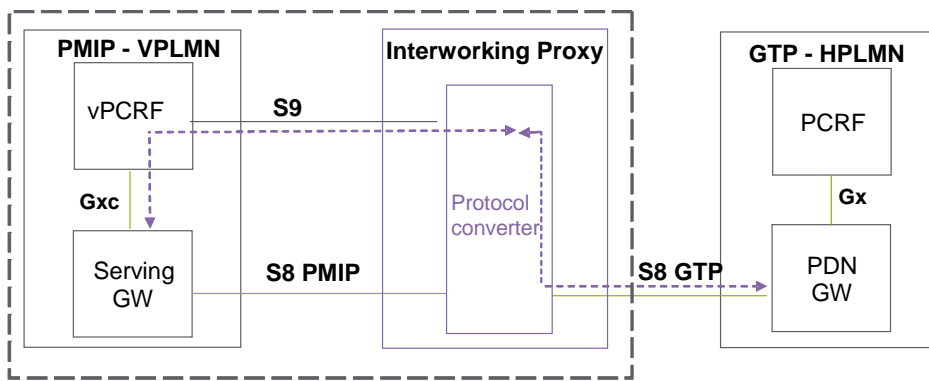 PMIP - VPLMN
Interworking Proxy
GTP - HPLMN
vPCRF
S9
PCRF
Gxc
Protocol
converter
Gx
Serving
GW
S8 PMIP
S8 GTP
PDN
GW